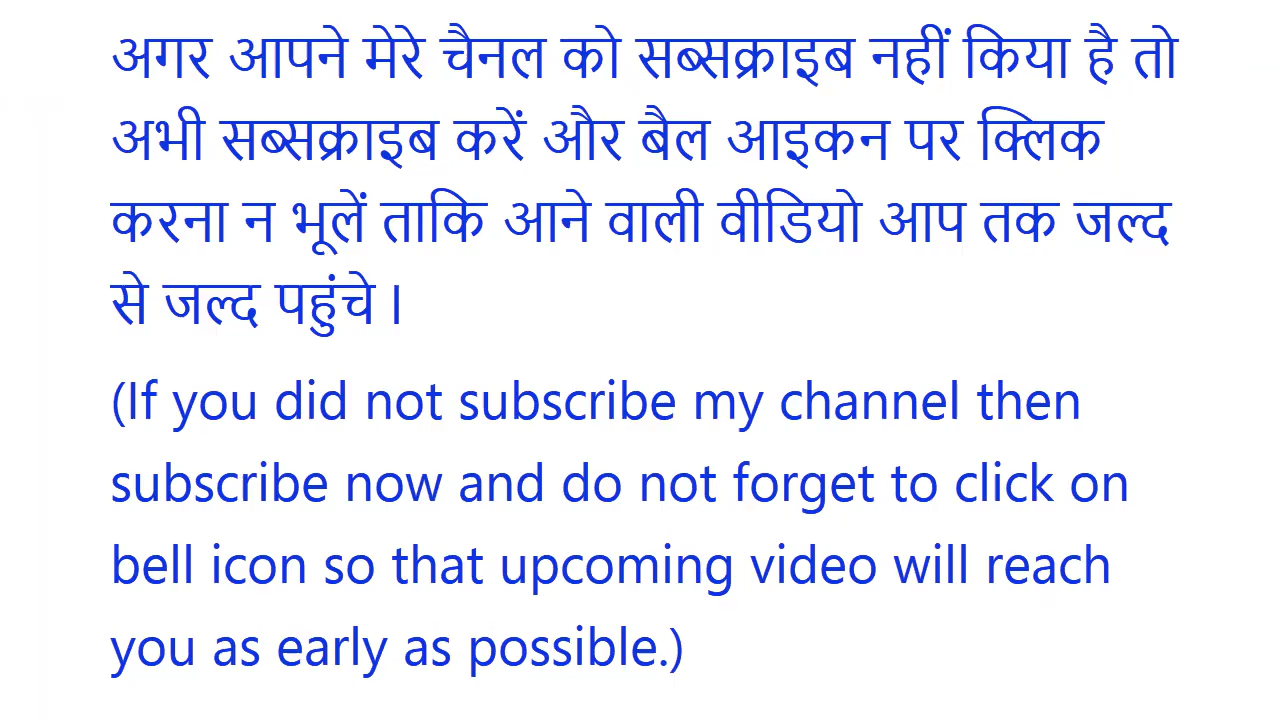 अगर आपने मेरे चैनल को सब्सक्राइब नहीं किया है तो
अभी सब्सक्राइब करें और बैल आइकन पर क्लिक
करना न भूलें ताकि आने वाली वीडियो आप तक जल्द
से जल्द पहुंचे।
(If you did not subscribe my channel then
subscribe now and do not forget to click on
bell icon so that upcoming video will reach
you as early as possible.)